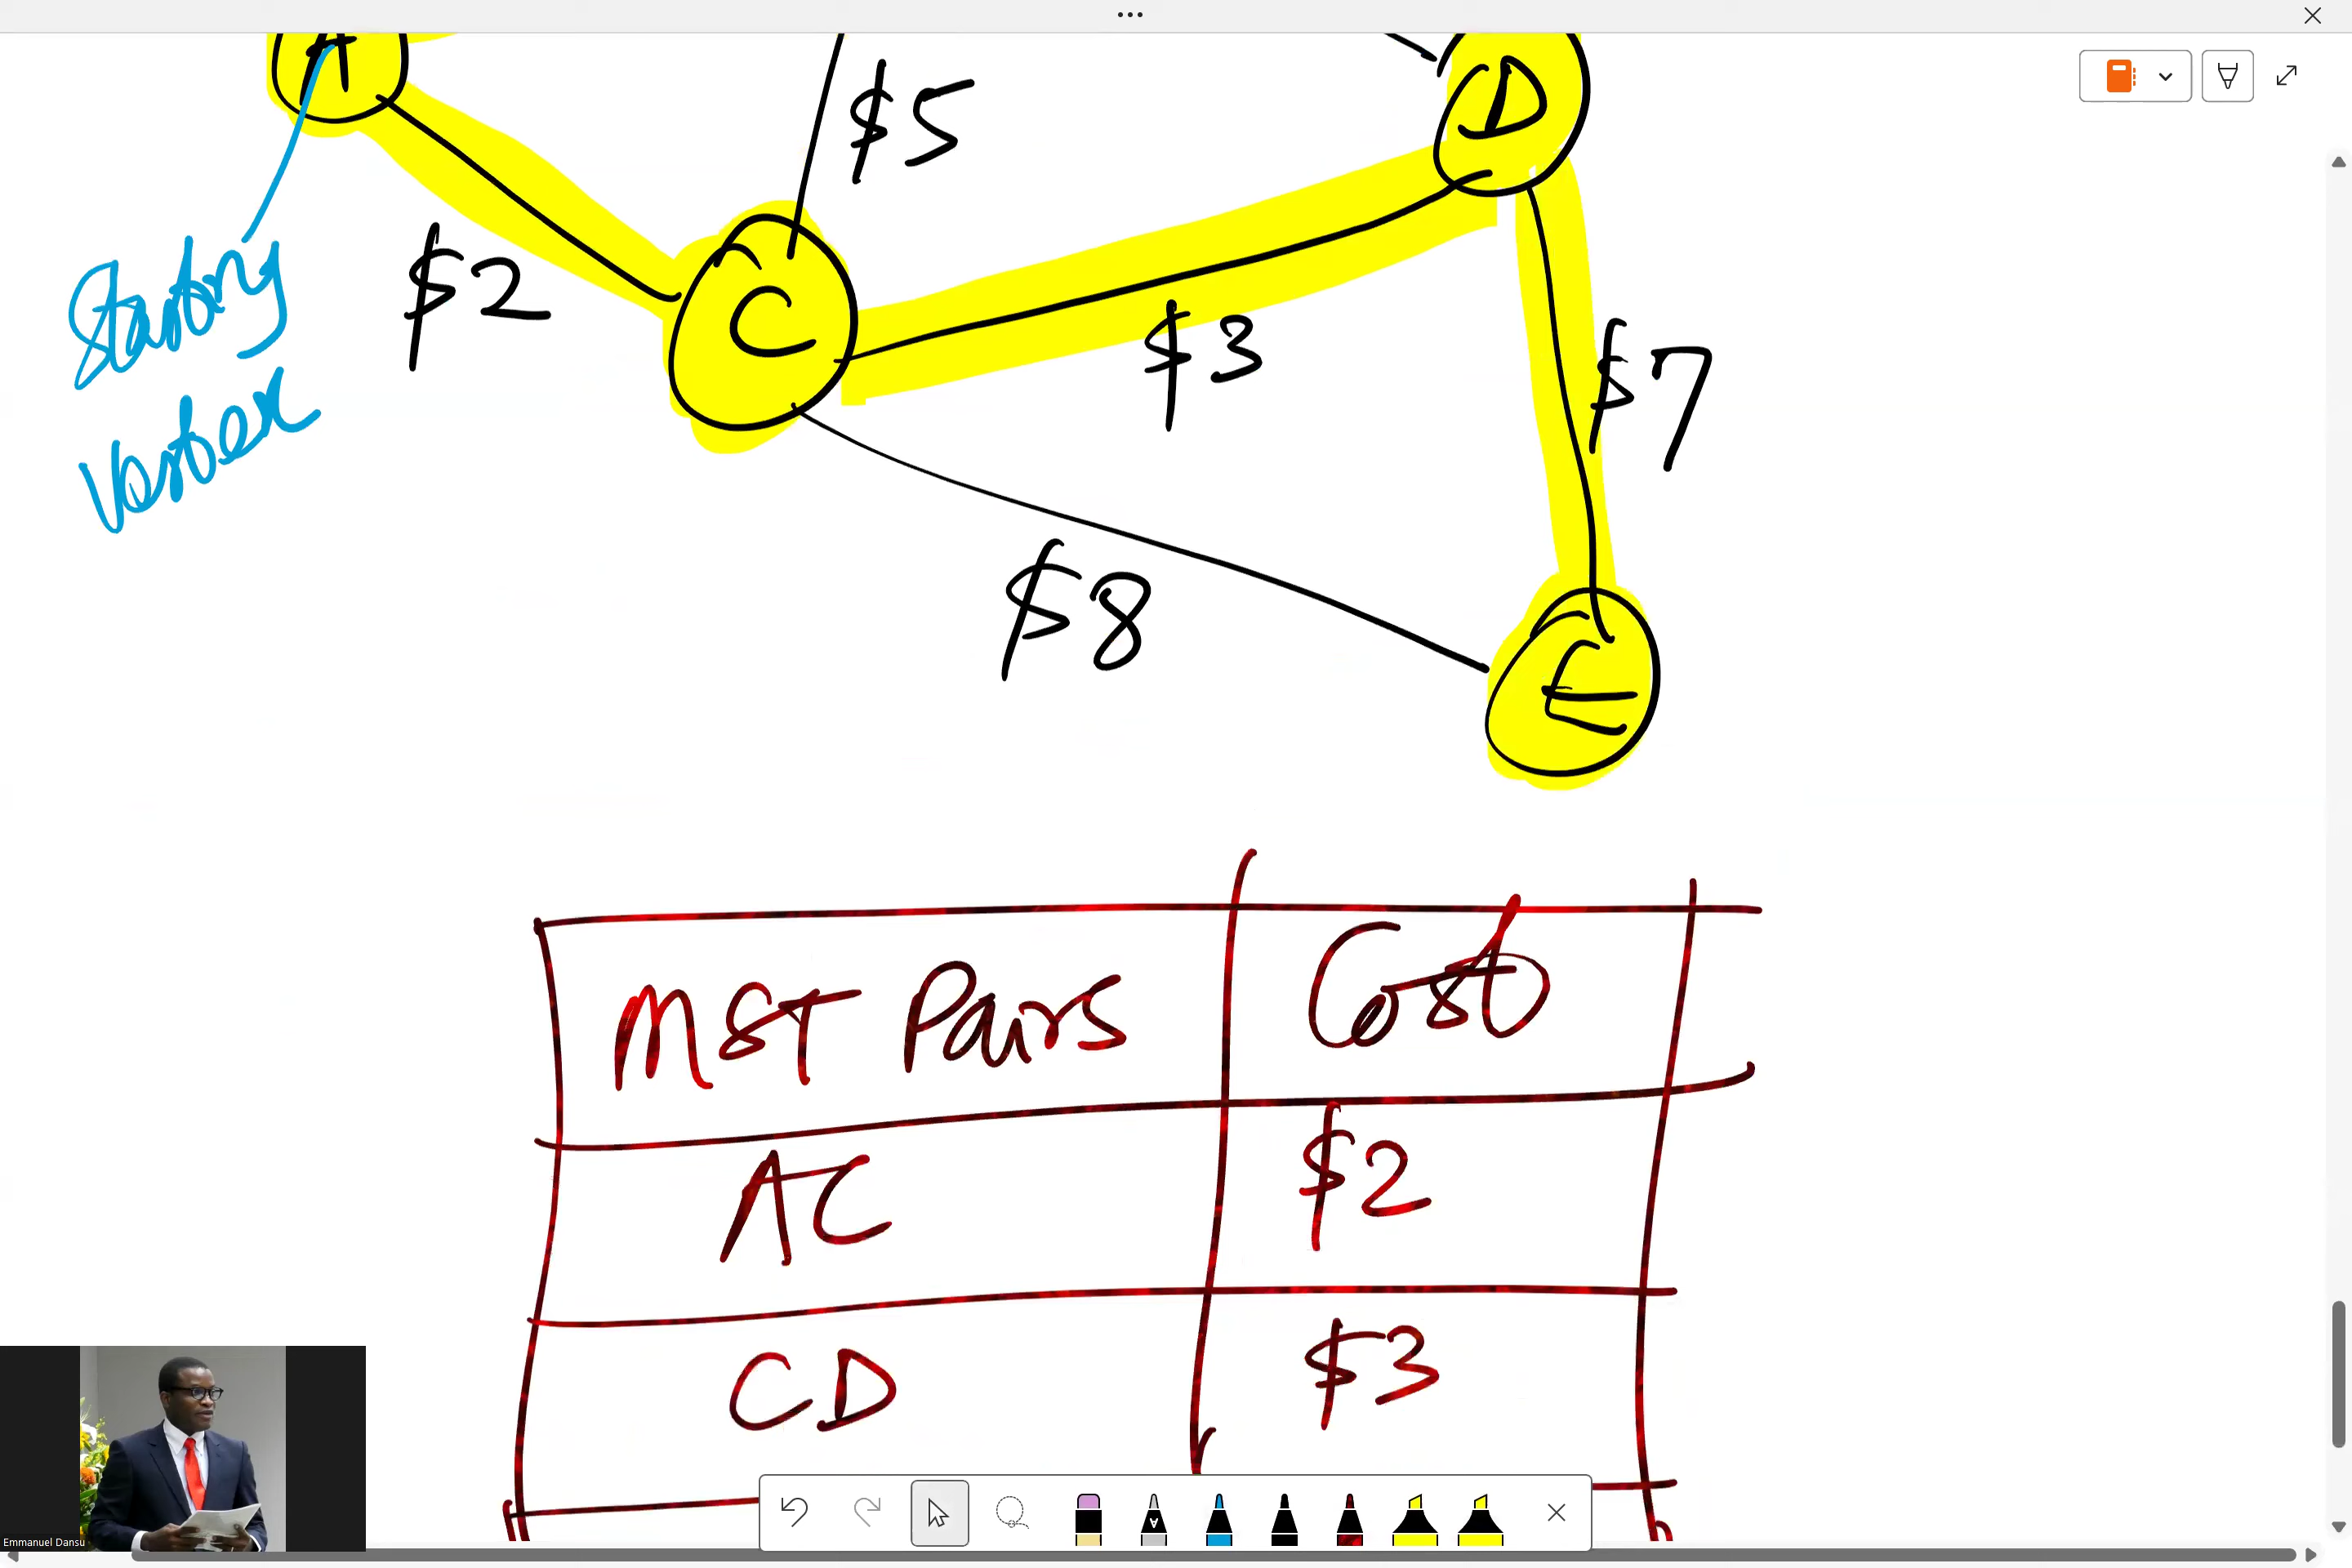 A
$5
D
$2
Starting
Vertex
C
$3
$7
$8
E
MST Pairs Cost
AC $2
CD $3
Emmanuel Dansu